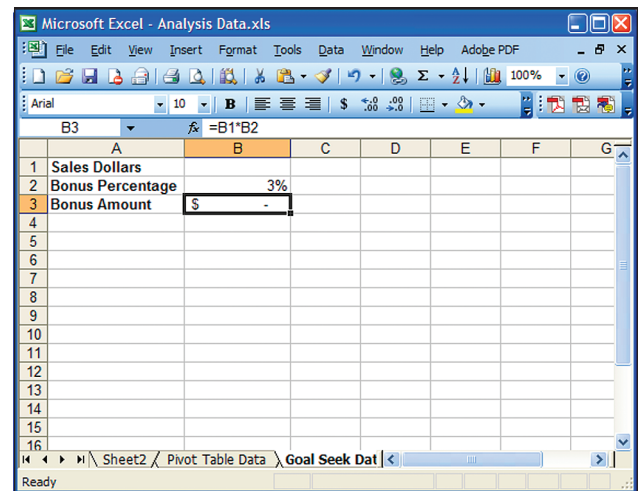 Microsoft Excel - Analysis Data.xls
File Edit View Insert Format Tools Data Window Help Adobe PDF
Σ 100%
Arial 10 B $
B3 fx =B1*B2
A B C D E F G
1 Sales Dollars
2 Bonus Percentage 3%
3 Bonus Amount $ -
4
5
6
7
8
9
10
11
12
13
14
15
16
Sheet2 Pivot Table Data Goal Seek Dat
Ready